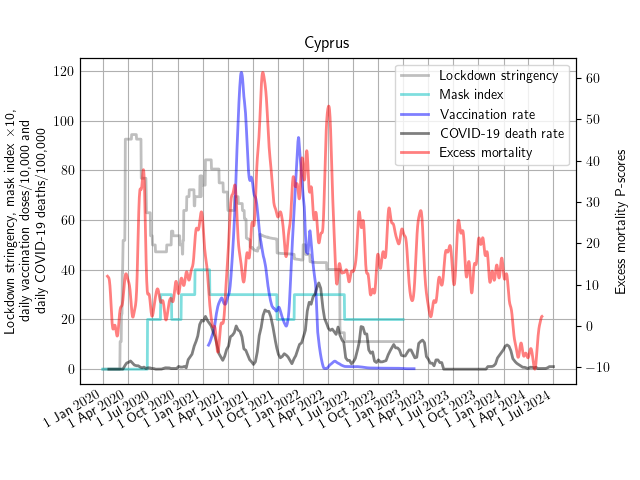 Cyprus
Lockdown stringency, mask index ×10,
daily vaccination doses/10,000 and
daily COVID-19 deaths/100,000
120
100
80
60
40
20
0
Lockdown stringency
Mask index
Vaccination rate
COVID-19 death rate
Excess mortality
60
50
40
30
20
10
0
−10
Excess mortality P-scores
1 Jan 2020
1 Apr 2020
1 Jul 2020
1 Oct 2020
1 Jan 2021
1 Apr 2021
1 Jul 2021
1 Oct 2021
1 Jan 2022
1 Apr 2022
1 Jul 2022
1 Oct 2022
1 Jan 2023
1 Apr 2023
1 Jul 2023
1 Oct 2023
1 Jan 2024
1 Apr 2024
1 Jul 2024